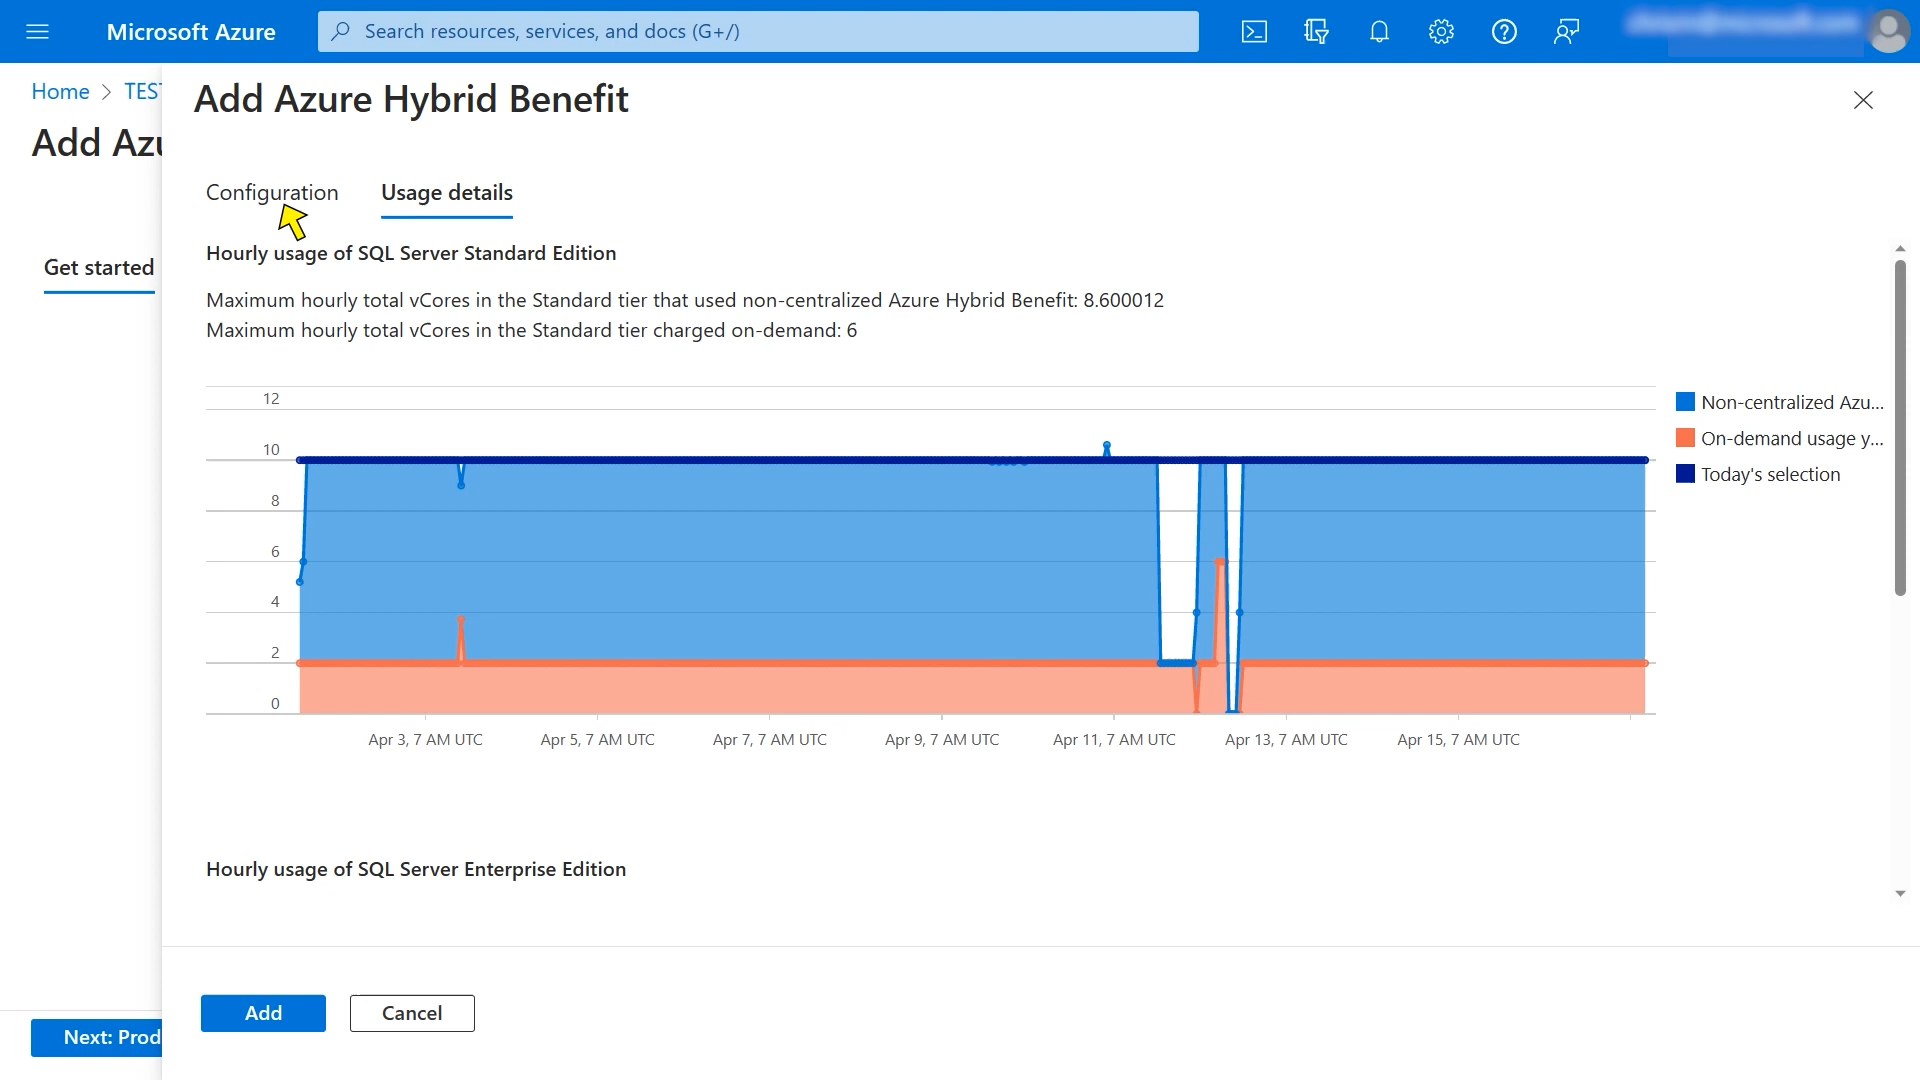 Microsoft Azure
Search resources, services, and docs (G+/)
Home > TEST
Add Azu
Add Azure Hybrid Benefit
Get started
Configuration
Usage details
Hourly usage of SQL Server Standard Edition
Maximum hourly total vCores in the Standard tier that used non-centralized Azure Hybrid Benefit: 8.600012
Maximum hourly total vCores in the Standard tier charged on-demand: 6
12
10
8
6
4
2
0
Apr 3, 7 AM UTC
Apr 5, 7 AM UTC
Apr 7, 7 AM UTC
Apr 9, 7 AM UTC
Apr 11, 7 AM UTC
Apr 13, 7 AM UTC
Apr 15, 7 AM UTC
Non-centralized Azu...
On-demand usage y...
Today's selection
Hourly usage of SQL Server Enterprise Edition
Add
Cancel
Next: Prod